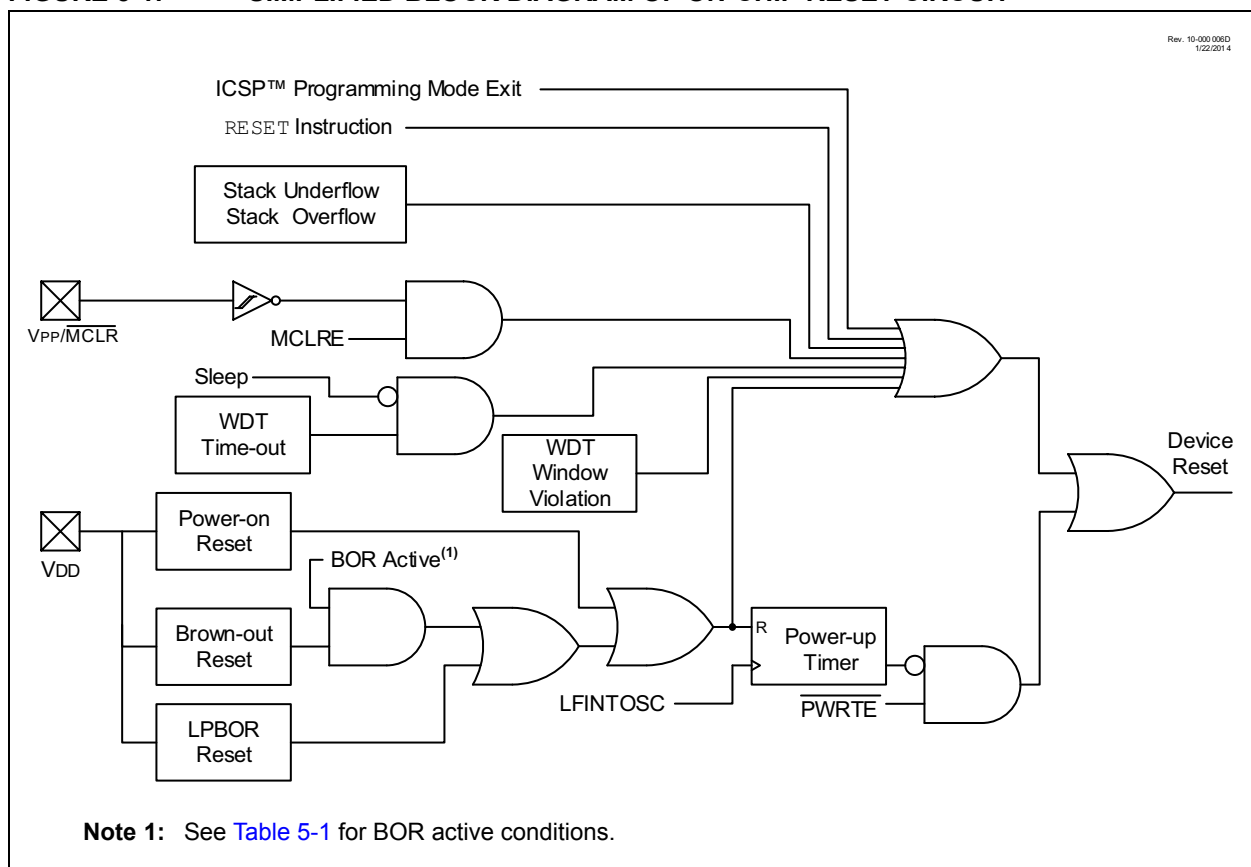 Rev. 10-000 006D
1/22/201 4
ICSP™ Programming Mode Exit
RESET Instruction
Stack Underflow
Stack Overflow
VPP/MCLR
MCLRE
Sleep
WDT
Time-out
WDT
Window
Violation
Device
Reset
VDD
Power-on
Reset
BOR Active(1)
Brown-out
Reset
R
Power-up
Timer
LFINTOSC
PWRTE
LPBOR
Reset
Note 1: See Table 5-1 for BOR active conditions.